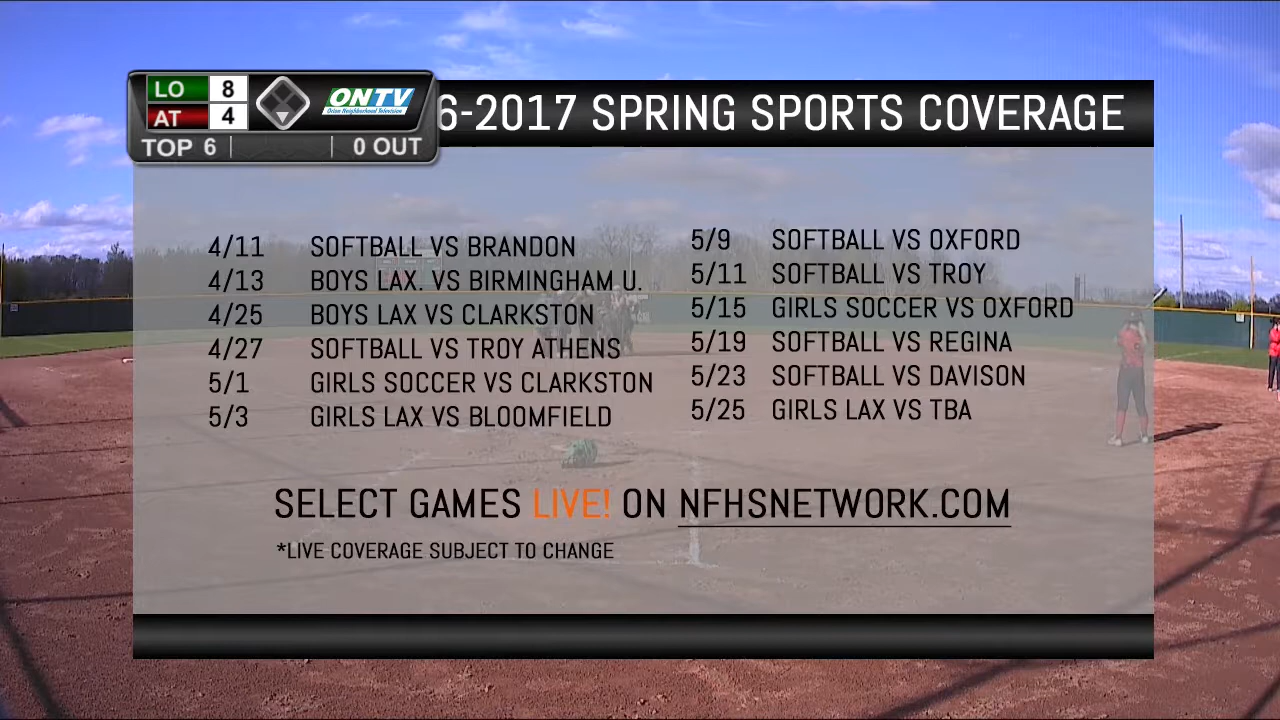 LO 8
AT 4
TOP 6
0 OUT
ONTV
Orion Neighborhood Television
6-2017 SPRING SPORTS COVERAGE
4/11 SOFTBALL VS BRANDON
4/13 BOYS LAX. VS BIRMINGHAM U.
4/25 BOYS LAX VS CLARKSTON
4/27 SOFTBALL VS TROY ATHENS
5/1 GIRLS SOCCER VS CLARKSTON
5/3 GIRLS LAX VS BLOOMFIELD
5/9 SOFTBALL VS OXFORD
5/11 SOFTBALL VS TROY
5/15 GIRLS SOCCER VS OXFORD
5/19 SOFTBALL VS REGINA
5/23 SOFTBALL VS DAVISON
5/25 GIRLS LAX VS TBA
SELECT GAMES LIVE! ON NFHSNETWORK.COM
*LIVE COVERAGE SUBJECT TO CHANGE